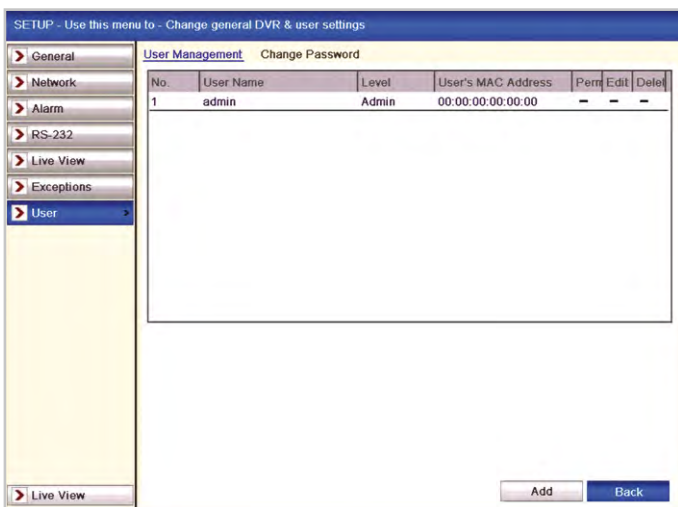 SETUP - Use this menu to - Change general DVR & user settings
General
Network
Alarm
RS-232
Live View
Exceptions
User
Live View
User Management Change Password
No. User Name Level User's MAC Address Perm Edit Delet
1 admin Admin 00:00:00:00:00:00 – – –
Add Back